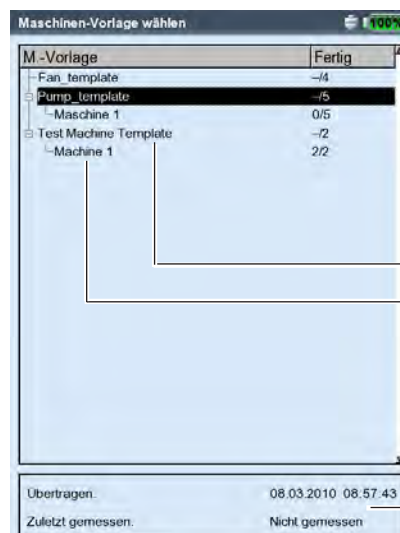 Maschinen-Vorlage wählen 100%
M.-Vorlage Fertig
Fan_template –/4
Pump_template –/5
Maschine 1 0/5
Test Machine Template –/2
Machine 1 2/2
Übertragen. 08.03.2010 08:57:43
Zuletzt gemessen. Nicht gemessen